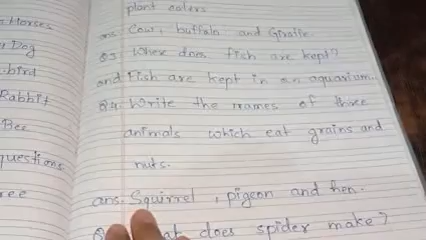 Horses
Dog
bird
Rabbit
Bee
questions
ree
plant eaters
ans. Cow, buffalo and Giraffe.
Q3 Where does fish are kept?
and Fish are kept in an aquarium.
Q4 Write the names of three
animals which eat grains and
nuts.
ans. Squirrel, pigeon and hen.
does spider make?